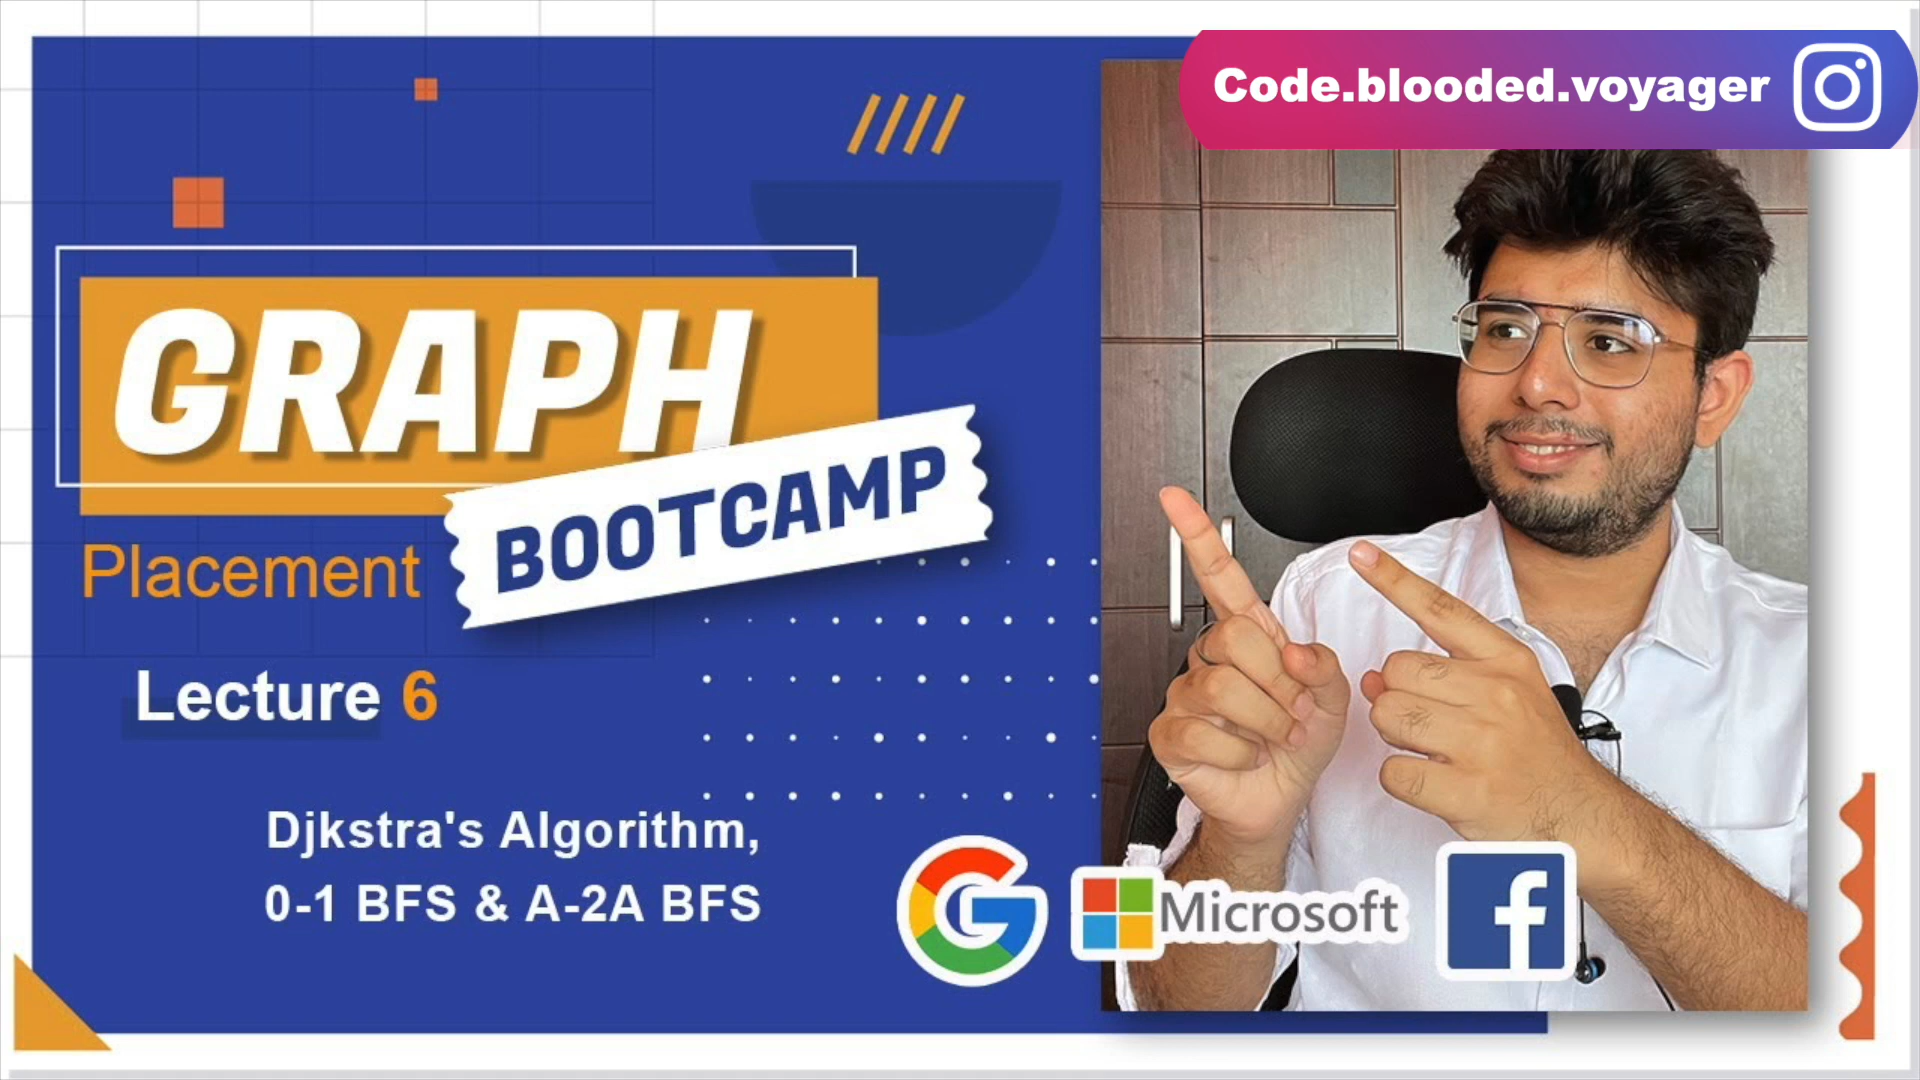 Code.blooded.voyager
GRAPH
BOOTCAMP
Placement
Lecture 6
Djkstra's Algorithm,
0-1 BFS & A-2A BFS
G
Microsoft
f